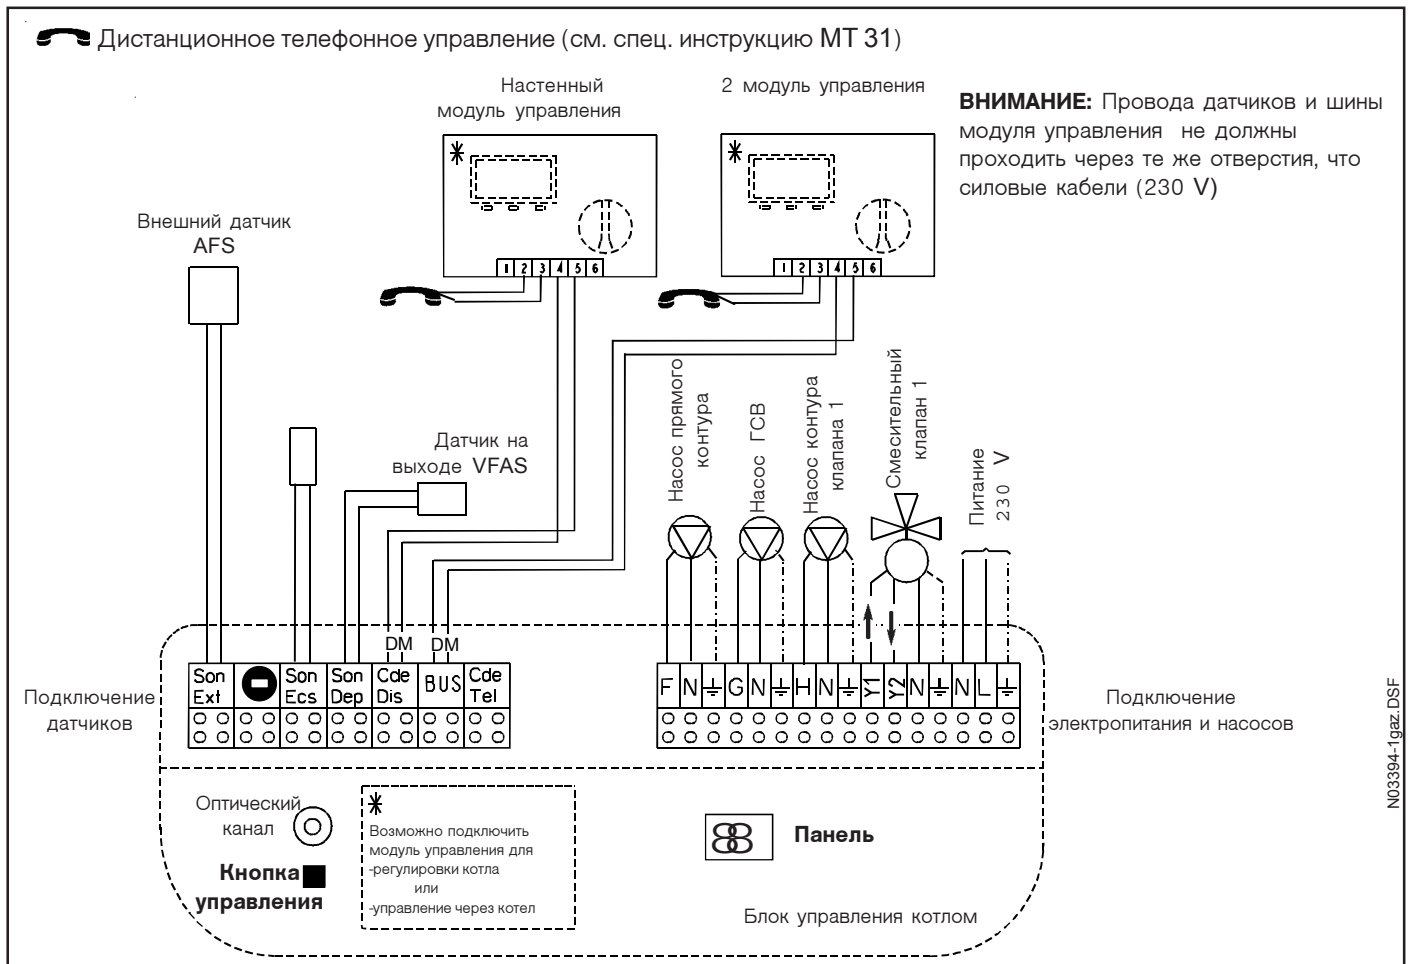 Дистанционное телефонное управление (см. спец. инструкцию МТ 31)
Настенный
модуль управления
2 модуль управления
ВНИМАНИЕ: Провода датчиков и шины
модуля управления не должны
проходить через те же отверстия, что
силовые кабели (230 V)
Внешний датчик
AFS
1 2 3 4 5 6
1 2 3 4 5 6
Датчик на
выходе VFAS
Насос прямого
контура
Насос ГСВ
Насос контура
клапана 1
Смесительный
клапан 1
Питание
230 V
DM
DM
Подключение
датчиков
Son
Ext
Son
Ecs
Son
Dep
Cde
Dis
BUS
Cde
Tel
F N G N H N Y1 Y2 N N L
Подключение
электропитания и насосов
Оптический
канал
Кнопка
управления
Возможно подключить
модуль управления для
-регулировки котла
или
-управление через котел
88
Панель
Блок управления котлом
N03394-1gaz.DSF